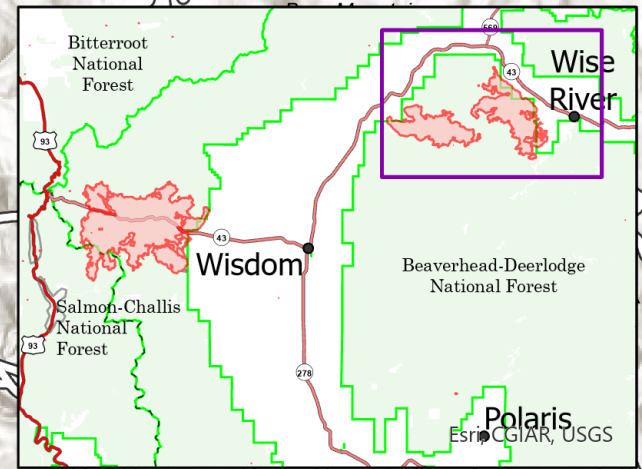 Bitterroot
National
Forest
569
43
Wise
River
93
43
Wisdom
Beaverhead-Deerlodge
National Forest
Salmon-Challis
National
Forest
93
278
Polaris
Esri, CGIAR, USGS